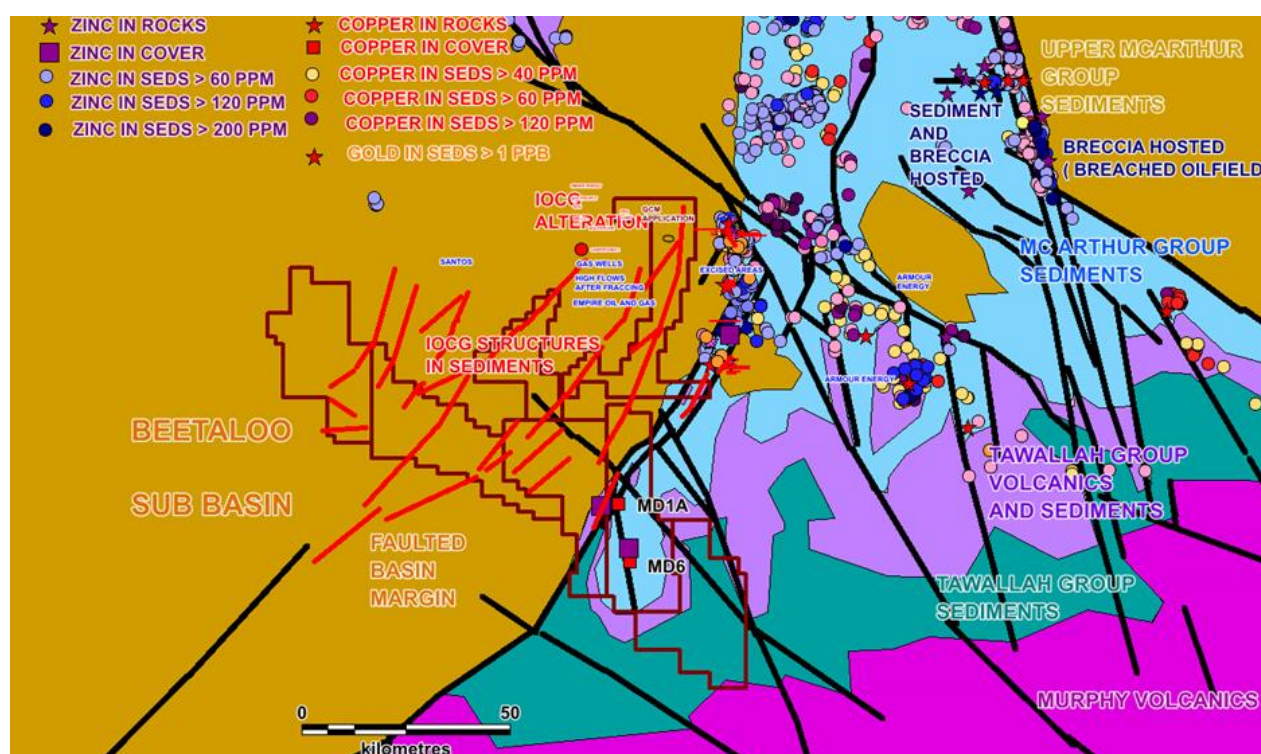 ZINC IN ROCKS
ZINC IN COVER
ZINC IN SEDS > 60 PPM
ZINC IN SEDS > 120 PPM
ZINC IN SEDS > 200 PPM
COPPER IN ROCKS
COPPER IN COVER
COPPER IN SEDS > 40 PPM
COPPER IN SEDS > 60 PPM
COPPER IN SEDS > 120 PPM
GOLD IN SEDS > 1 PPB
UPPER MCARTHUR
GROUP
SEDIMENTS
SEDIMENT
AND
BRECCIA
HOSTED
BRECCIA HOSTED
( BREACHED OILFIELD
IOCG
ALTERATION
GCM
APPLICATION
SANTOS
GAS WELLS
HIGH FLOWS
AFTER FRACCING
EMPIRE OIL AND GAS
EXCISED AREAS
ARMOUR
ENERGY
MC ARTHUR GROUP
SEDIMENTS
IOCG STRUCTURES
IN SEDIMENTS
ARMOUR ENERGY
BEETALOO
SUB BASIN
TAWALLAH GROUP
VOLCANICS
AND SEDIMENTS
MD1A
FAULTED
BASIN
MARGIN
MD6
TAWALLAH GROUP
SEDIMENTS
MURPHY VOLCANICS
0 50
kilometres